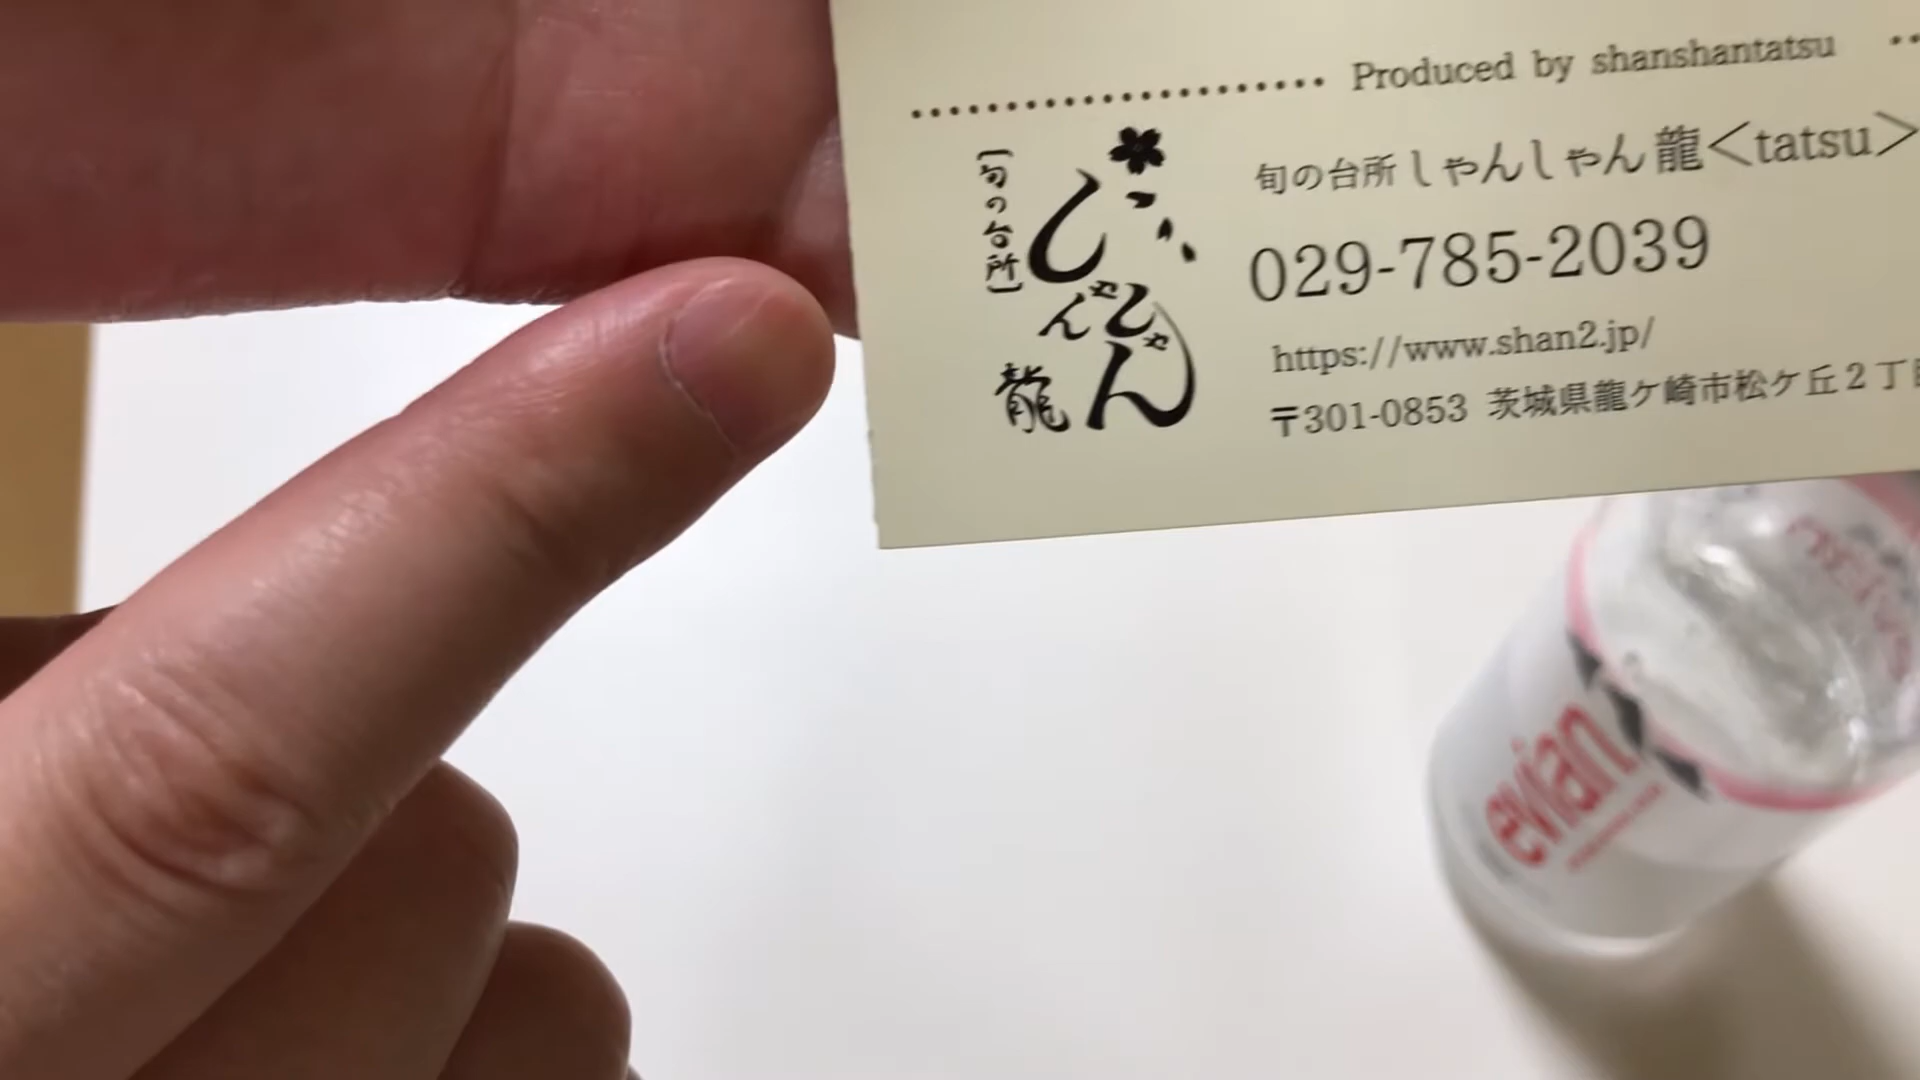 Produced by shanshantatsu
[旬の台所]
しゃんしゃん
龍
旬の台所しゃんしゃん龍<tatsu>
029-785-2039
https://www.shan2.jp/
〒301-0853 茨城県龍ケ崎市松ケ丘2丁
evian